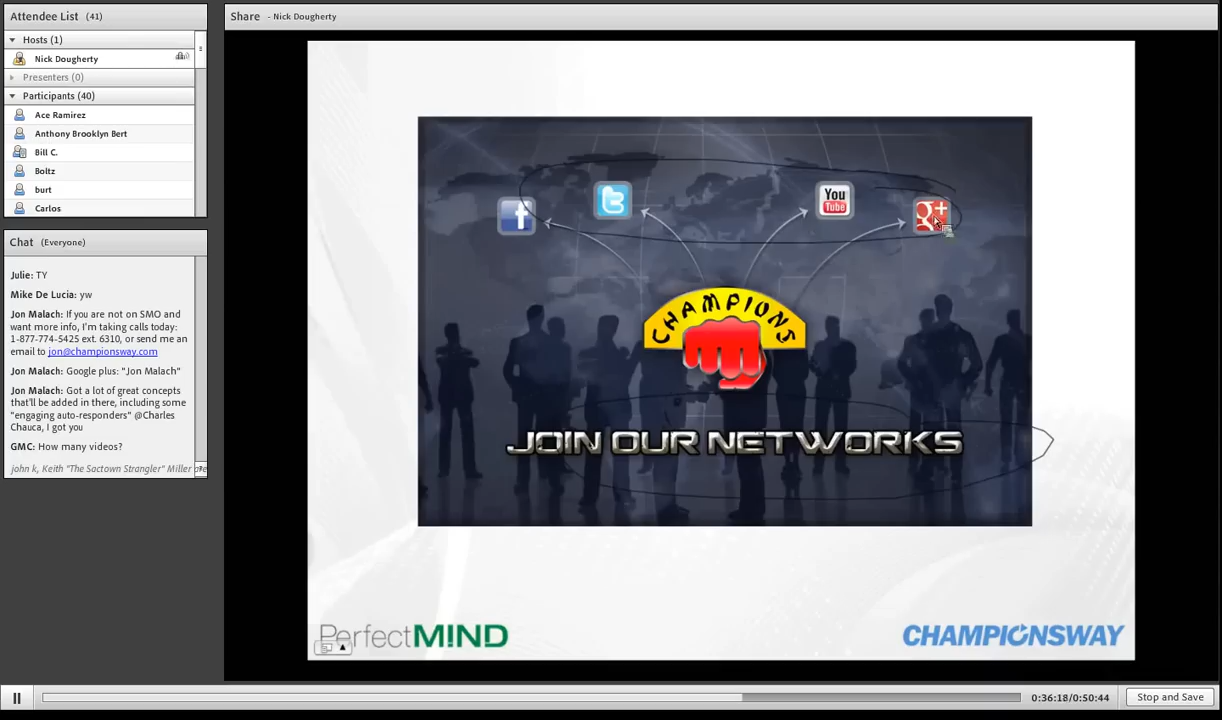 Attendee List (41)
Hosts (1)
Nick Dougherty
Presenters (0)
Participants (40)
Ace Ramirez
Anthony Brooklyn Bert
Bill C.
Boltz
burt
Carlos
Chat (Everyone)
Julie: TY
Mike De Lucia: yw
Jon Malach: If you are not on SMO and
want more info, I'm taking calls today:
1-877-774-5425 ext. 6310, or send me an
email to jon@championsway.com
Jon Malach: Google plus: "Jon Malach"
Jon Malach: Got a lot of great concepts
that'll be added in there, including some
"engaging auto-responders" @Charles
Chauca, I got you
GMC: How many videos?
john k, Keith "The Sactown Strangler" Miller are
Share - Nick Dougherty
f
t
You
Tube
g+
CHAMPIONS
JOIN OUR NETWORKS
PerfectMIND
CHAMPIONSWAY
0:36:18/0:50:44
Stop and Save